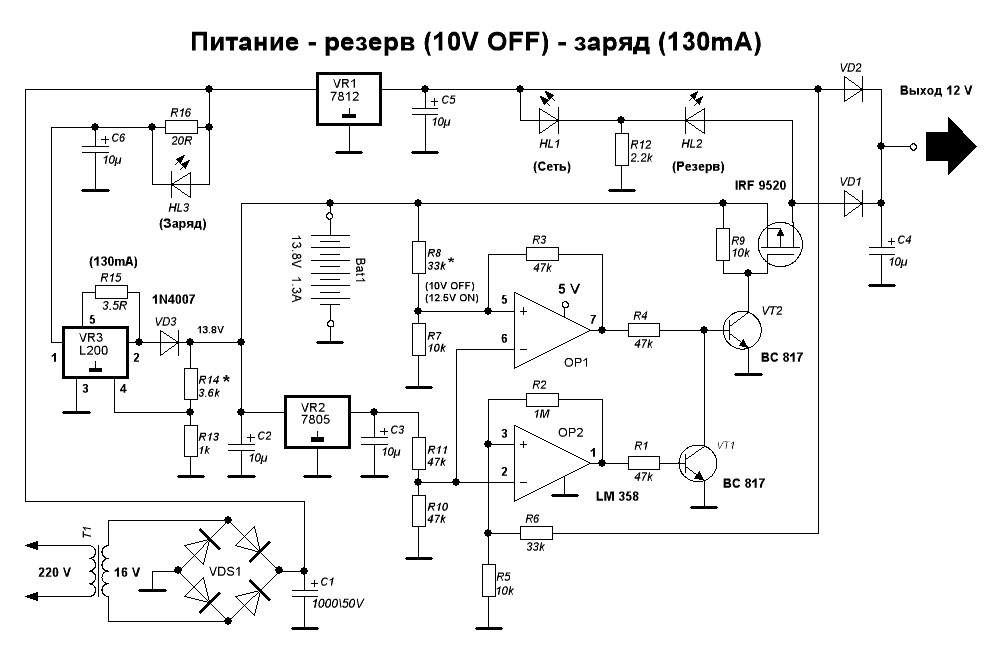 Питание - резерв (10V OFF) - заряд (130mA)
VD2
VR1
7812
C5
10µ
Выход 12 V
R16
20R
C6
10µ
HL1
(Сеть)
R12
2.2k
HL2
(Резерв)
HL3
(Заряд)
IRF 9520
VD1
R9
10k
C4
10µ
13.8V 1.3A
Bat1
R8
33k*
(10V OFF)
(12.5V ON)
R3
47k
(130mA)
R15
3.5R
1N4007
VD3
13.8V
5 V
5
+
7
6
−
OP1
R4
47k
VT2
BC 817
5
VR3
L200
1
2
3
4
R7
10k
R14 *
3.6k
R2
1M
VR2
7805
C3
10µ
C2
10µ
R13
1k
R11
47k
3
+
OP2
1
2
−
R1
47k
VT1
BC 817
LM 358
R10
47k
R6
33k
T1
220 V
16 V
VDS1
C1
1000\50V
R5
10k